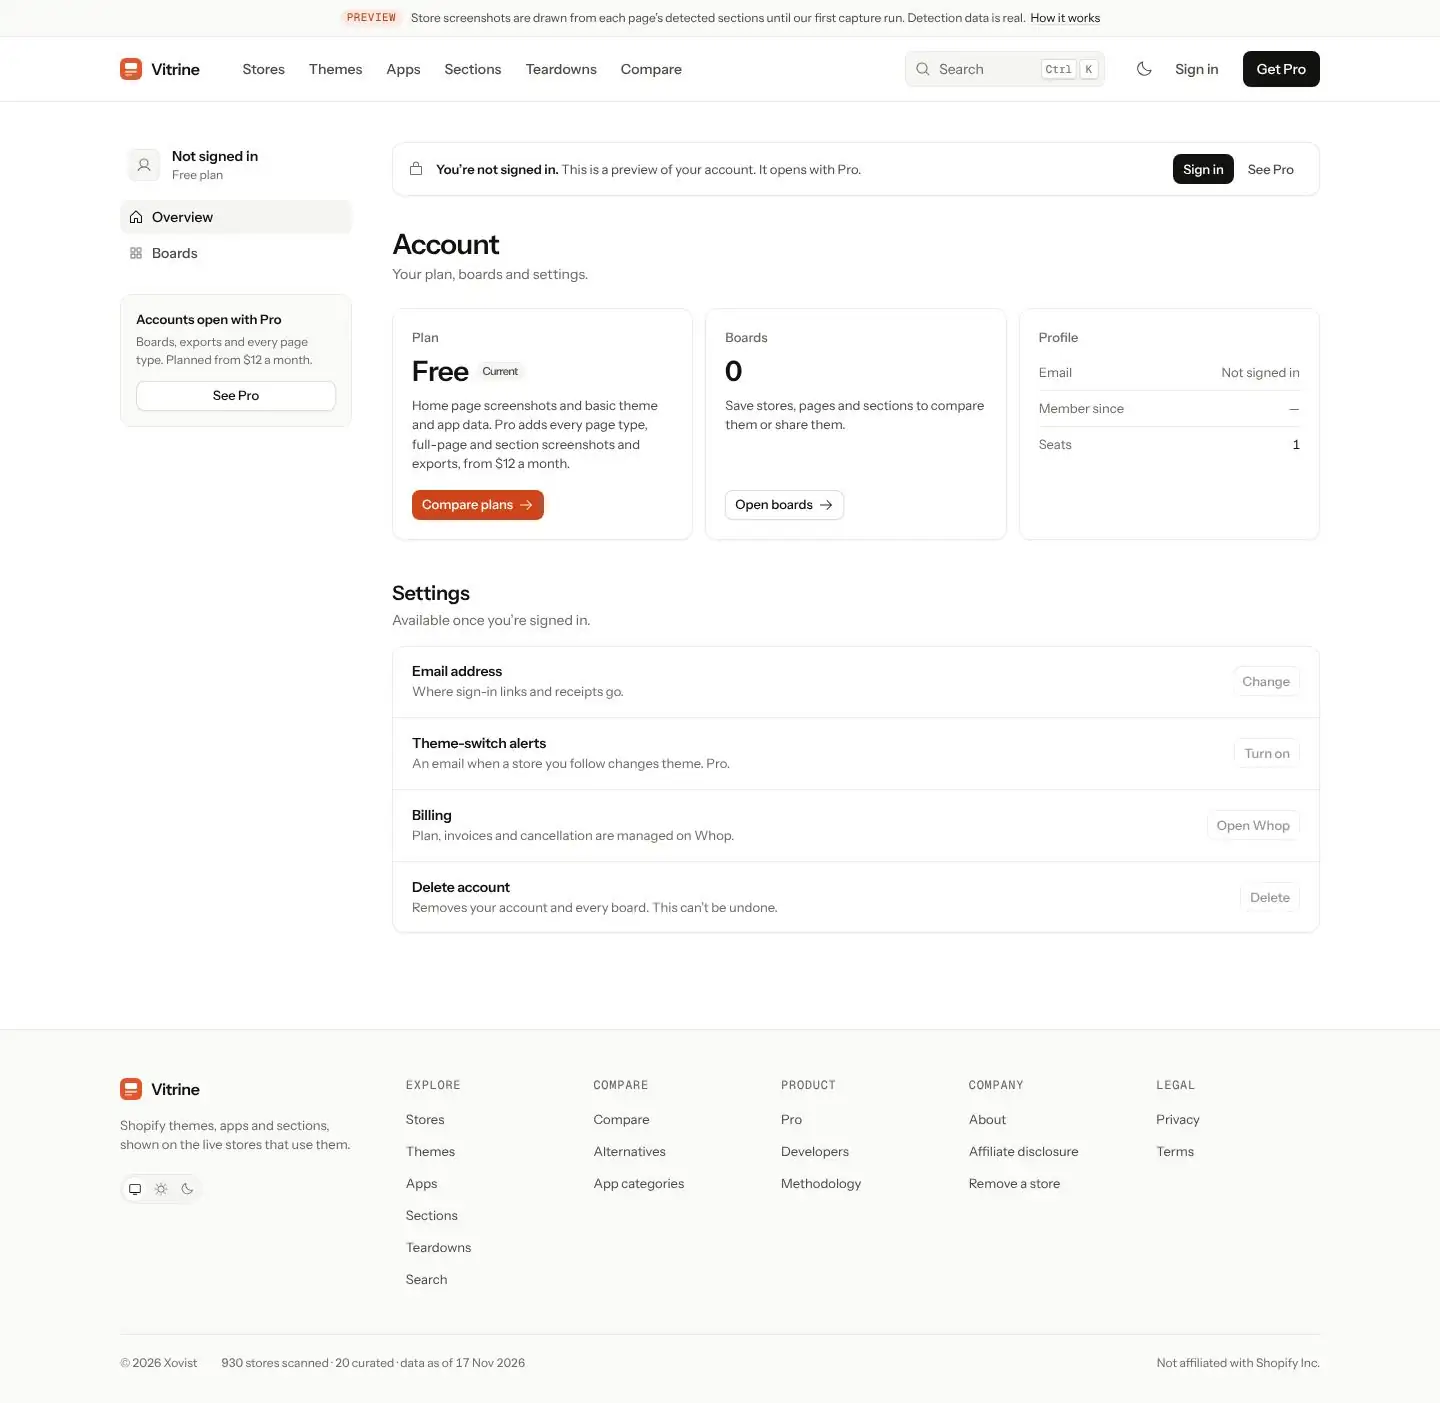 PREVIEW Store screenshots are drawn from each page's detected sections until our first capture run. Detection data is real. How it works
Vitrine Stores Themes Apps Sections Teardowns Compare Search Ctrl K Sign in Get Pro
Not signed in
Free plan
Overview
Boards
Accounts open with Pro
Boards, exports and every page
type. Planned from $12 a month.
See Pro
You're not signed in. This is a preview of your account. It opens with Pro. Sign in See Pro
Account
Your plan, boards and settings.
Plan
Free Current
Home page screenshots and basic theme
and app data. Pro adds every page type,
full-page and section screenshots and
exports, from $12 a month.
Compare plans →
Boards
0
Save stores, pages and sections to compare
them or share them.
Open boards →
Profile
Email Not signed in
Member since —
Seats 1
Settings
Available once you're signed in.
Email address
Where sign-in links and receipts go.
Change
Theme-switch alerts
An email when a store you follow changes theme. Pro.
Turn on
Billing
Plan, invoices and cancellation are managed on Whop.
Open Whop
Delete account
Removes your account and every board. This can't be undone.
Delete
Vitrine
Shopify themes, apps and sections,
shown on the live stores that use them.
EXPLORE
Stores
Themes
Apps
Sections
Teardowns
Search
COMPARE
Compare
Alternatives
App categories
PRODUCT
Pro
Developers
Methodology
COMPANY
About
Affiliate disclosure
Remove a store
LEGAL
Privacy
Terms
© 2026 Xovist 930 stores scanned · 20 curated · data as of 17 Nov 2026 Not affiliated with Shopify Inc.